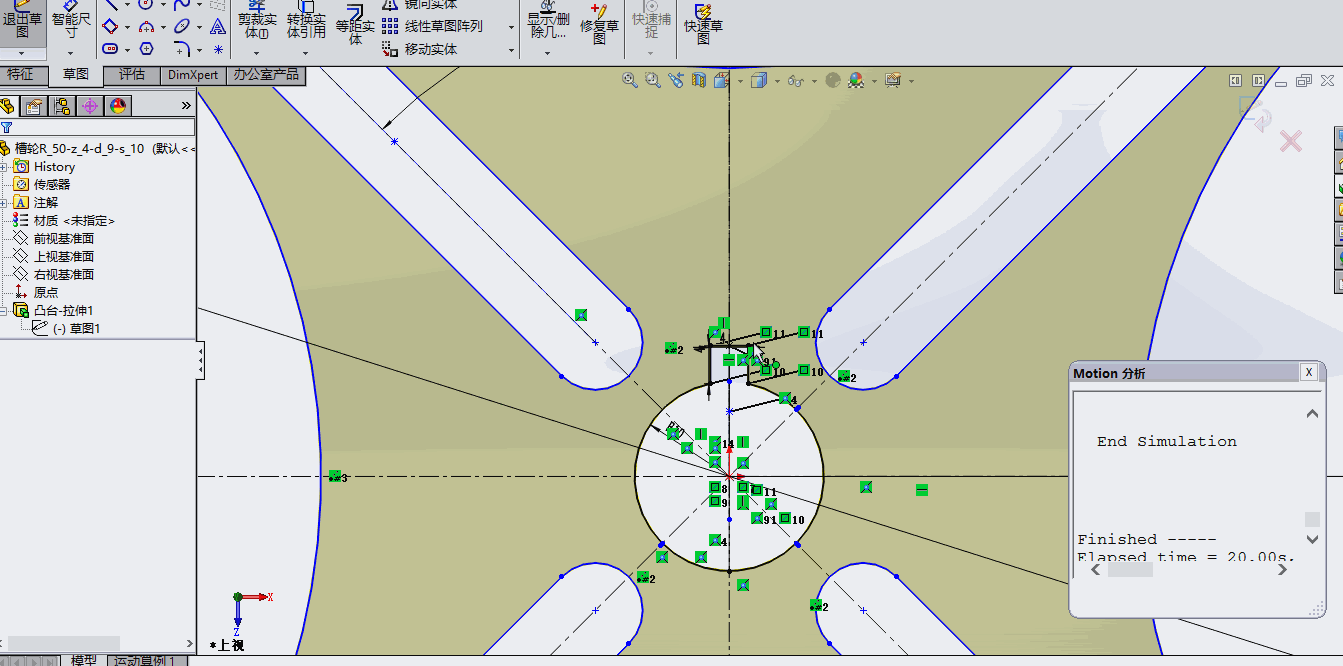 镜向实体
退出草图
智能尺寸
剪裁实体(I)
转换实体引用
等距实体
线性草图阵列
移动实体
显示/删除几...
修复草图
快速捕捉
快速草图
特征 草图 评估 DimXpert 办公室产品
槽轮R_50-z_4-d_9-s_10 (默认<<
History
传感器
注解
材质 <未指定>
前视基准面
上视基准面
右视基准面
原点
凸台-拉伸1
(-) 草图1
2
4
11
11
91
10
10
2
4
14
3
8
11
9
91
10
4
2
2
X
Z
*上视
Motion 分析
X
End Simulation
Finished -----
Elapsed time = 20.00s,
模型 运动算例 1